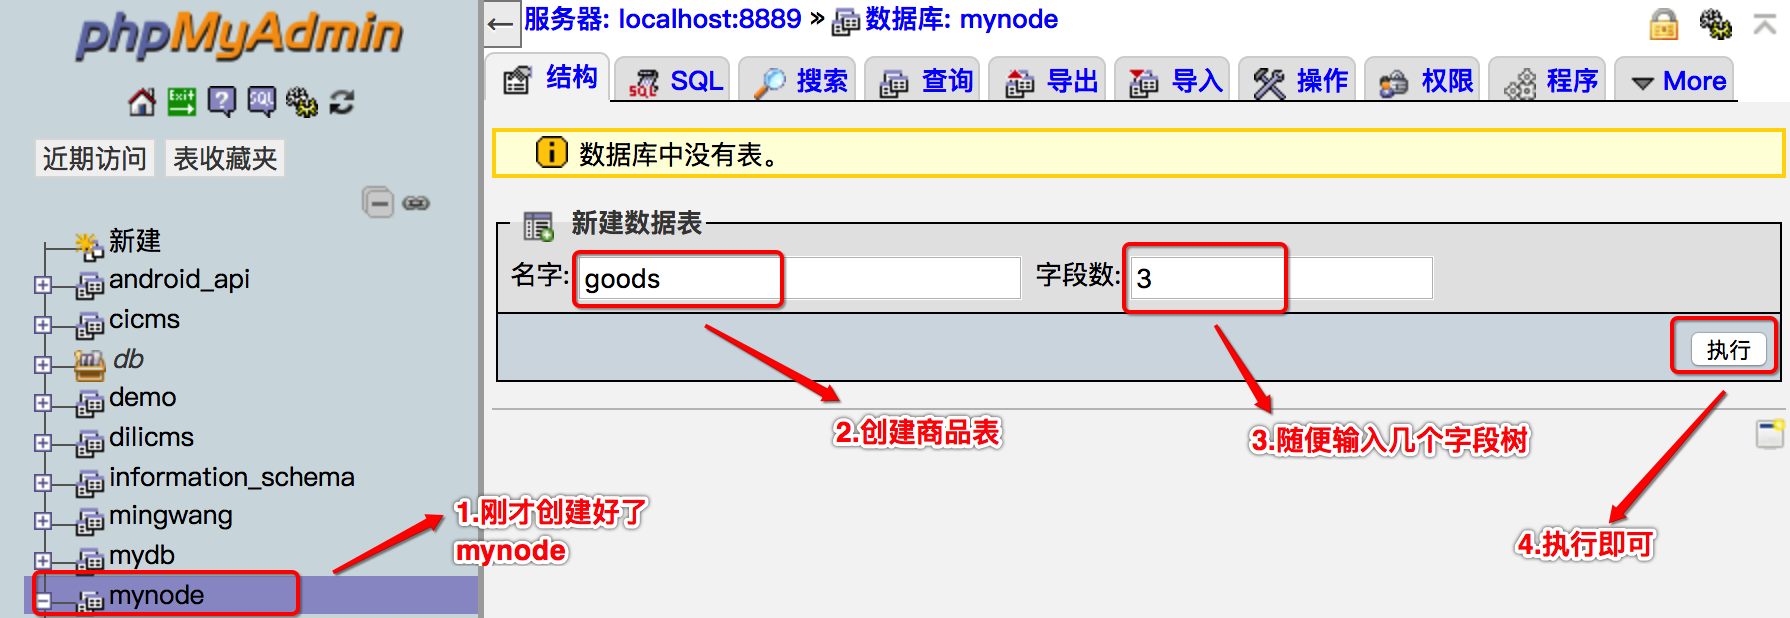 phpMyAdmin
Exit
SQL
近期访问 表收藏夹
新建
android_api
cicms
db
demo
dilicms
information_schema
mingwang
mydb
mynode
服务器: localhost:8889 » 数据库: mynode
结构 SQL 搜索 查询 导出 导入 操作 权限 程序 More
数据库中没有表。
新建数据表
名字: goods 字段数: 3
执行
2.创建商品表
3.随便输入几个字段树
1.刚才创建好了
mynode
4.执行即可